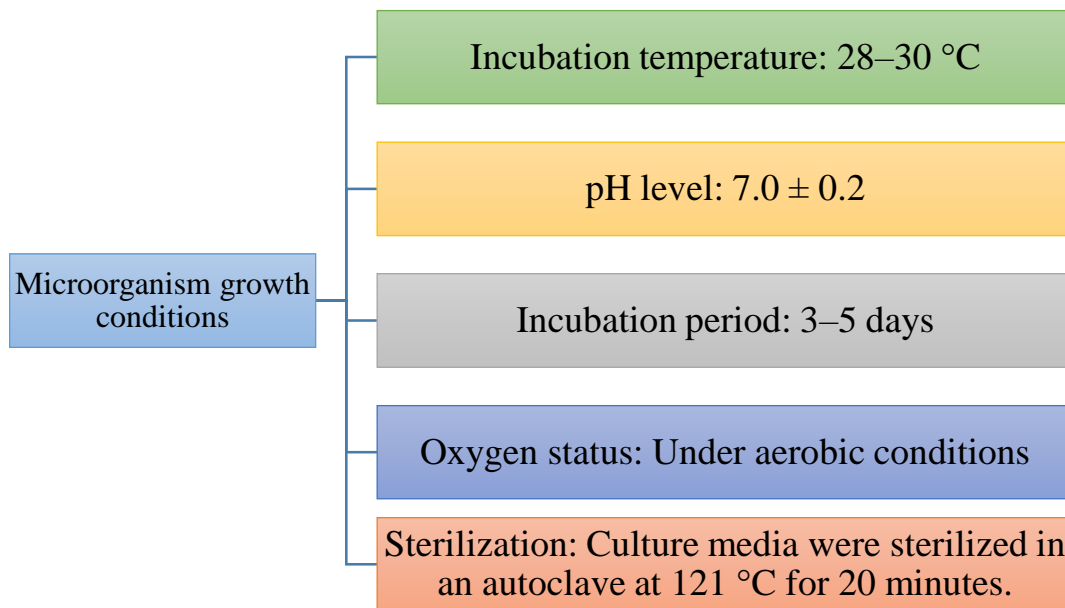 Incubation temperature: 28–30 °C
pH level: 7.0 ± 0.2
Microorganism growth
conditions
Incubation period: 3–5 days
Oxygen status: Under aerobic conditions
Sterilization: Culture media were sterilized in
an autoclave at 121 °C for 20 minutes.